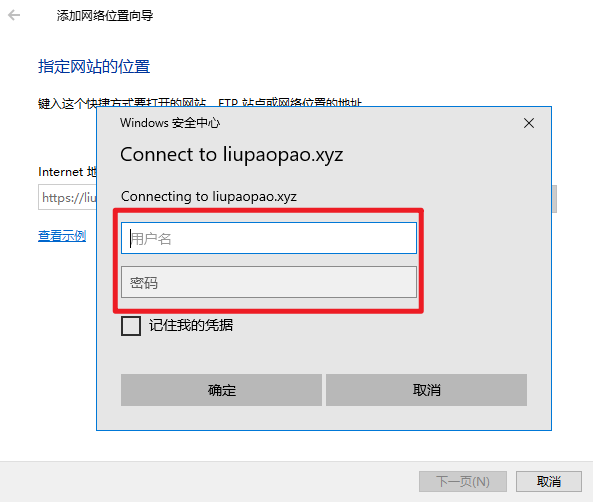 添加网络位置向导
指定网站的位置
键入这个快捷方式要打开的网站、FTP 站点或网络位置的地址
Windows 安全中心
Connect to liupaopao.xyz
Internet 地
Connecting to liupaopao.xyz
https://liu
用户名
查看示例
密码
记住我的凭据
确定
取消
下一页(N)
取消